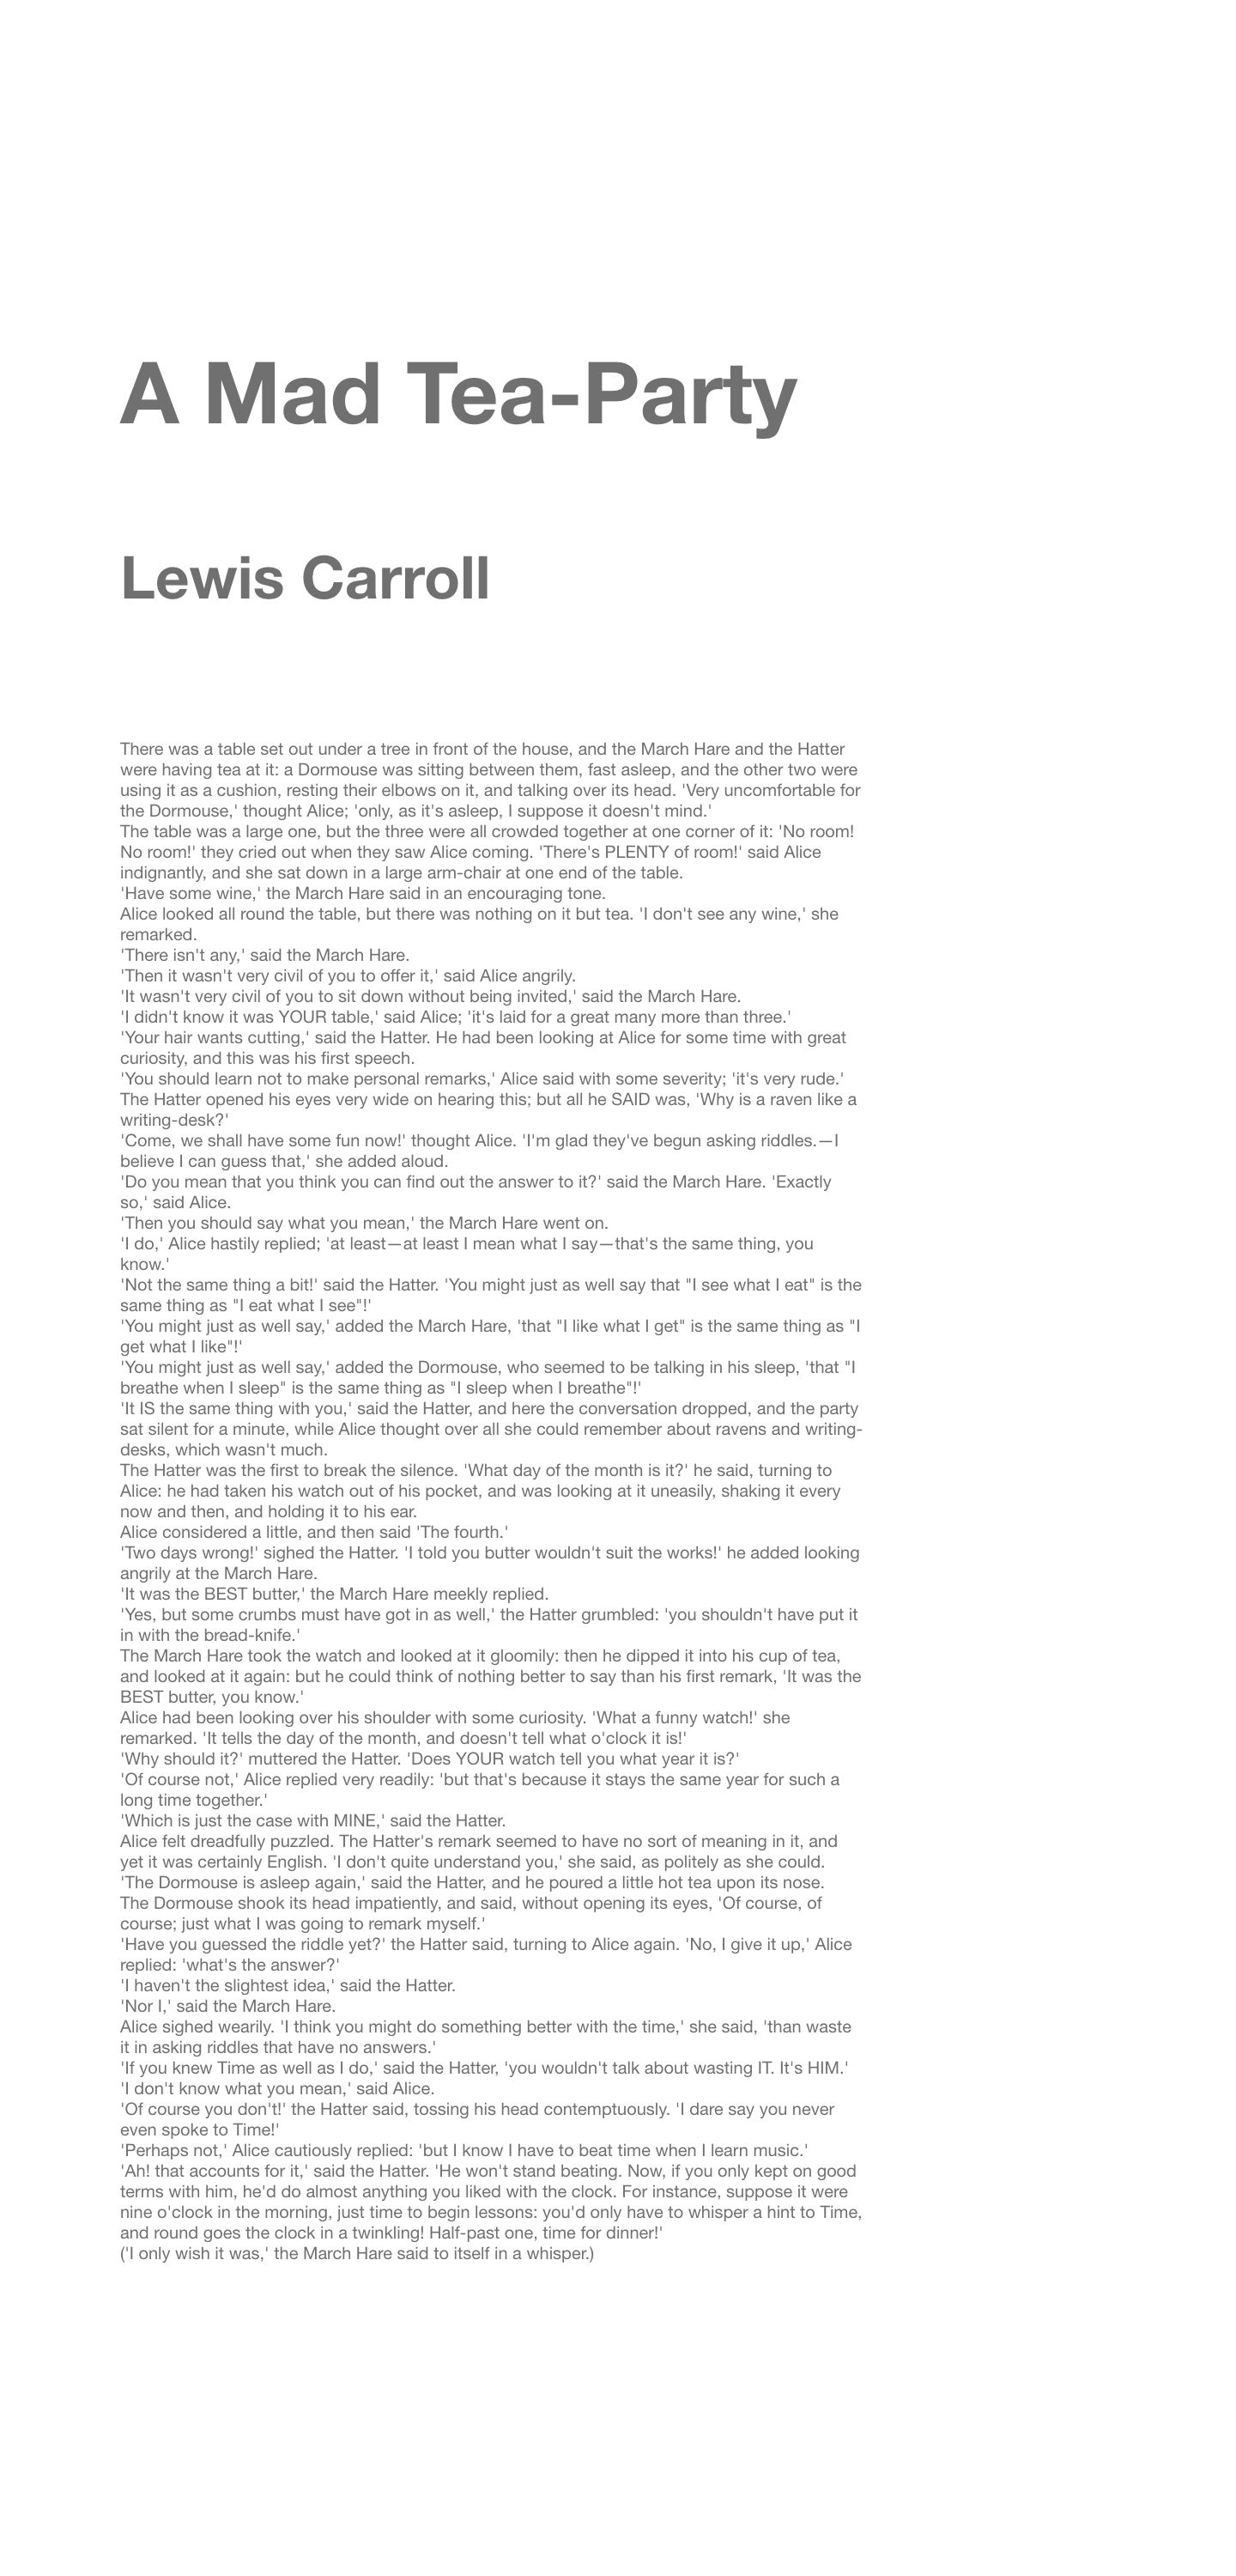 A Mad Tea-Party
Lewis Carroll
There was a table set out under a tree in front of the house, and the March Hare and the Hatter
were having tea at it: a Dormouse was sitting between them, fast asleep, and the other two were
using it as a cushion, resting their elbows on it, and talking over its head. 'Very uncomfortable for
the Dormouse,' thought Alice; 'only, as it's asleep, I suppose it doesn't mind.'
The table was a large one, but the three were all crowded together at one corner of it: 'No room!
No room!' they cried out when they saw Alice coming. 'There's PLENTY of room!' said Alice
indignantly, and she sat down in a large arm-chair at one end of the table.
'Have some wine,' the March Hare said in an encouraging tone.
Alice looked all round the table, but there was nothing on it but tea. 'I don't see any wine,' she
remarked.
'There isn't any,' said the March Hare.
'Then it wasn't very civil of you to offer it,' said Alice angrily.
'It wasn't very civil of you to sit down without being invited,' said the March Hare.
'I didn't know it was YOUR table,' said Alice; 'it's laid for a great many more than three.'
'Your hair wants cutting,' said the Hatter. He had been looking at Alice for some time with great
curiosity, and this was his first speech.
'You should learn not to make personal remarks,' Alice said with some severity; 'it's very rude.'
The Hatter opened his eyes very wide on hearing this; but all he SAID was, 'Why is a raven like a
writing-desk?'
'Come, we shall have some fun now!' thought Alice. 'I'm glad they've begun asking riddles.—I
believe I can guess that,' she added aloud.
'Do you mean that you think you can find out the answer to it?' said the March Hare. 'Exactly
so,' said Alice.
'Then you should say what you mean,' the March Hare went on.
'I do,' Alice hastily replied; 'at least—at least I mean what I say—that's the same thing, you
know.'
'Not the same thing a bit!' said the Hatter. 'You might just as well say that "I see what I eat" is the
same thing as "I eat what I see"!'
'You might just as well say,' added the March Hare, 'that "I like what I get" is the same thing as "I
get what I like"!'
'You might just as well say,' added the Dormouse, who seemed to be talking in his sleep, 'that "I
breathe when I sleep" is the same thing as "I sleep when I breathe"!'
'It IS the same thing with you,' said the Hatter, and here the conversation dropped, and the party
sat silent for a minute, while Alice thought over all she could remember about ravens and writing-
desks, which wasn't much.
The Hatter was the first to break the silence. 'What day of the month is it?' he said, turning to
Alice: he had taken his watch out of his pocket, and was looking at it uneasily, shaking it every
now and then, and holding it to his ear.
Alice considered a little, and then said 'The fourth.'
'Two days wrong!' sighed the Hatter. 'I told you butter wouldn't suit the works!' he added looking
angrily at the March Hare.
'It was the BEST butter,' the March Hare meekly replied.
'Yes, but some crumbs must have got in as well,' the Hatter grumbled: 'you shouldn't have put it
in with the bread-knife.'
The March Hare took the watch and looked at it gloomily: then he dipped it into his cup of tea,
and looked at it again: but he could think of nothing better to say than his first remark, 'It was the
BEST butter, you know.'
Alice had been looking over his shoulder with some curiosity. 'What a funny watch!' she
remarked. 'It tells the day of the month, and doesn't tell what o'clock it is!'
'Why should it?' muttered the Hatter. 'Does YOUR watch tell you what year it is?'
'Of course not,' Alice replied very readily: 'but that's because it stays the same year for such a
long time together.'
'Which is just the case with MINE,' said the Hatter.
Alice felt dreadfully puzzled. The Hatter's remark seemed to have no sort of meaning in it, and
yet it was certainly English. 'I don't quite understand you,' she said, as politely as she could.
'The Dormouse is asleep again,' said the Hatter, and he poured a little hot tea upon its nose.
The Dormouse shook its head impatiently, and said, without opening its eyes, 'Of course, of
course; just what I was going to remark myself.'
'Have you guessed the riddle yet?' the Hatter said, turning to Alice again. 'No, I give it up,' Alice
replied: 'what's the answer?'
'I haven't the slightest idea,' said the Hatter.
'Nor I,' said the March Hare.
Alice sighed wearily. 'I think you might do something better with the time,' she said, 'than waste
it in asking riddles that have no answers.'
'If you knew Time as well as I do,' said the Hatter, 'you wouldn't talk about wasting IT. It's HIM.'
'I don't know what you mean,' said Alice.
'Of course you don't!' the Hatter said, tossing his head contemptuously. 'I dare say you never
even spoke to Time!'
'Perhaps not,' Alice cautiously replied: 'but I know I have to beat time when I learn music.'
'Ah! that accounts for it,' said the Hatter. 'He won't stand beating. Now, if you only kept on good
terms with him, he'd do almost anything you liked with the clock. For instance, suppose it were
nine o'clock in the morning, just time to begin lessons: you'd only have to whisper a hint to Time,
and round goes the clock in a twinkling! Half-past one, time for dinner!'
('I only wish it was,' the March Hare said to itself in a whisper.)